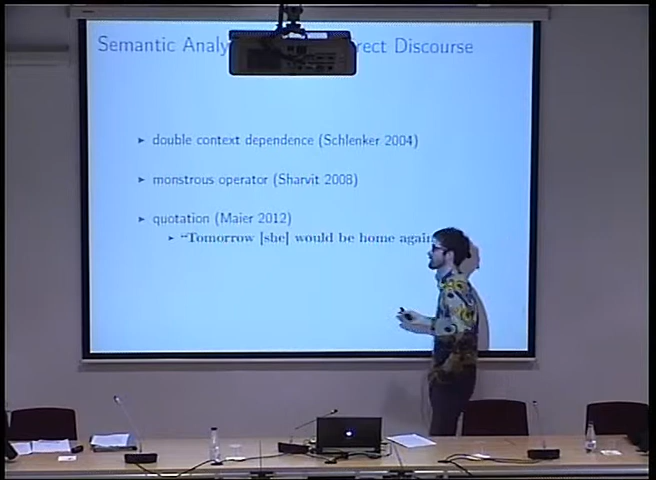 Semantic Analy rect Discourse
double context dependence (Schlenker 2004)
monstrous operator (Sharvit 2008)
quotation (Maier 2012)
"Tomorrow [she] would be home again